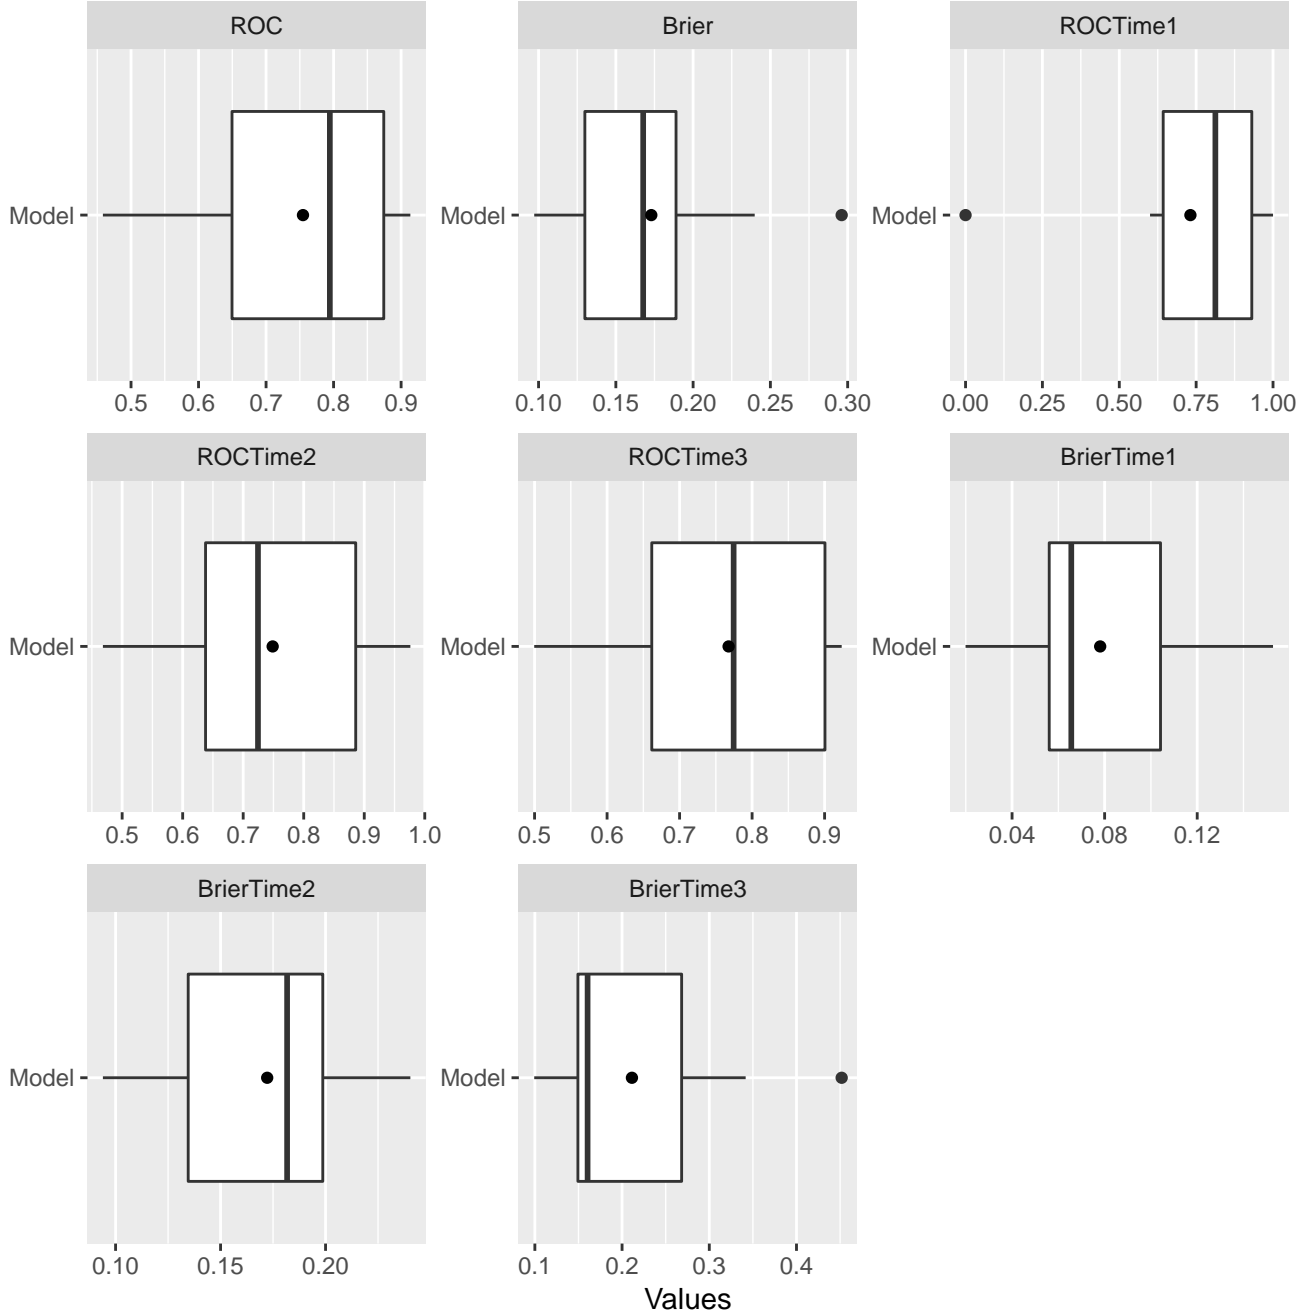 ROC Brier ROCTime1
Model Model Model
0.5 0.6 0.7 0.8 0.9 0.10 0.15 0.20 0.25 0.30 0.00 0.25 0.50 0.75 1.00
ROCTime2 ROCTime3 BrierTime1
Model Model Model
0.5 0.6 0.7 0.8 0.9 1.0 0.5 0.6 0.7 0.8 0.9 0.04 0.08 0.12
BrierTime2 BrierTime3
Model Model
0.10 0.15 0.20 0.1 0.2 0.3 0.4
Values